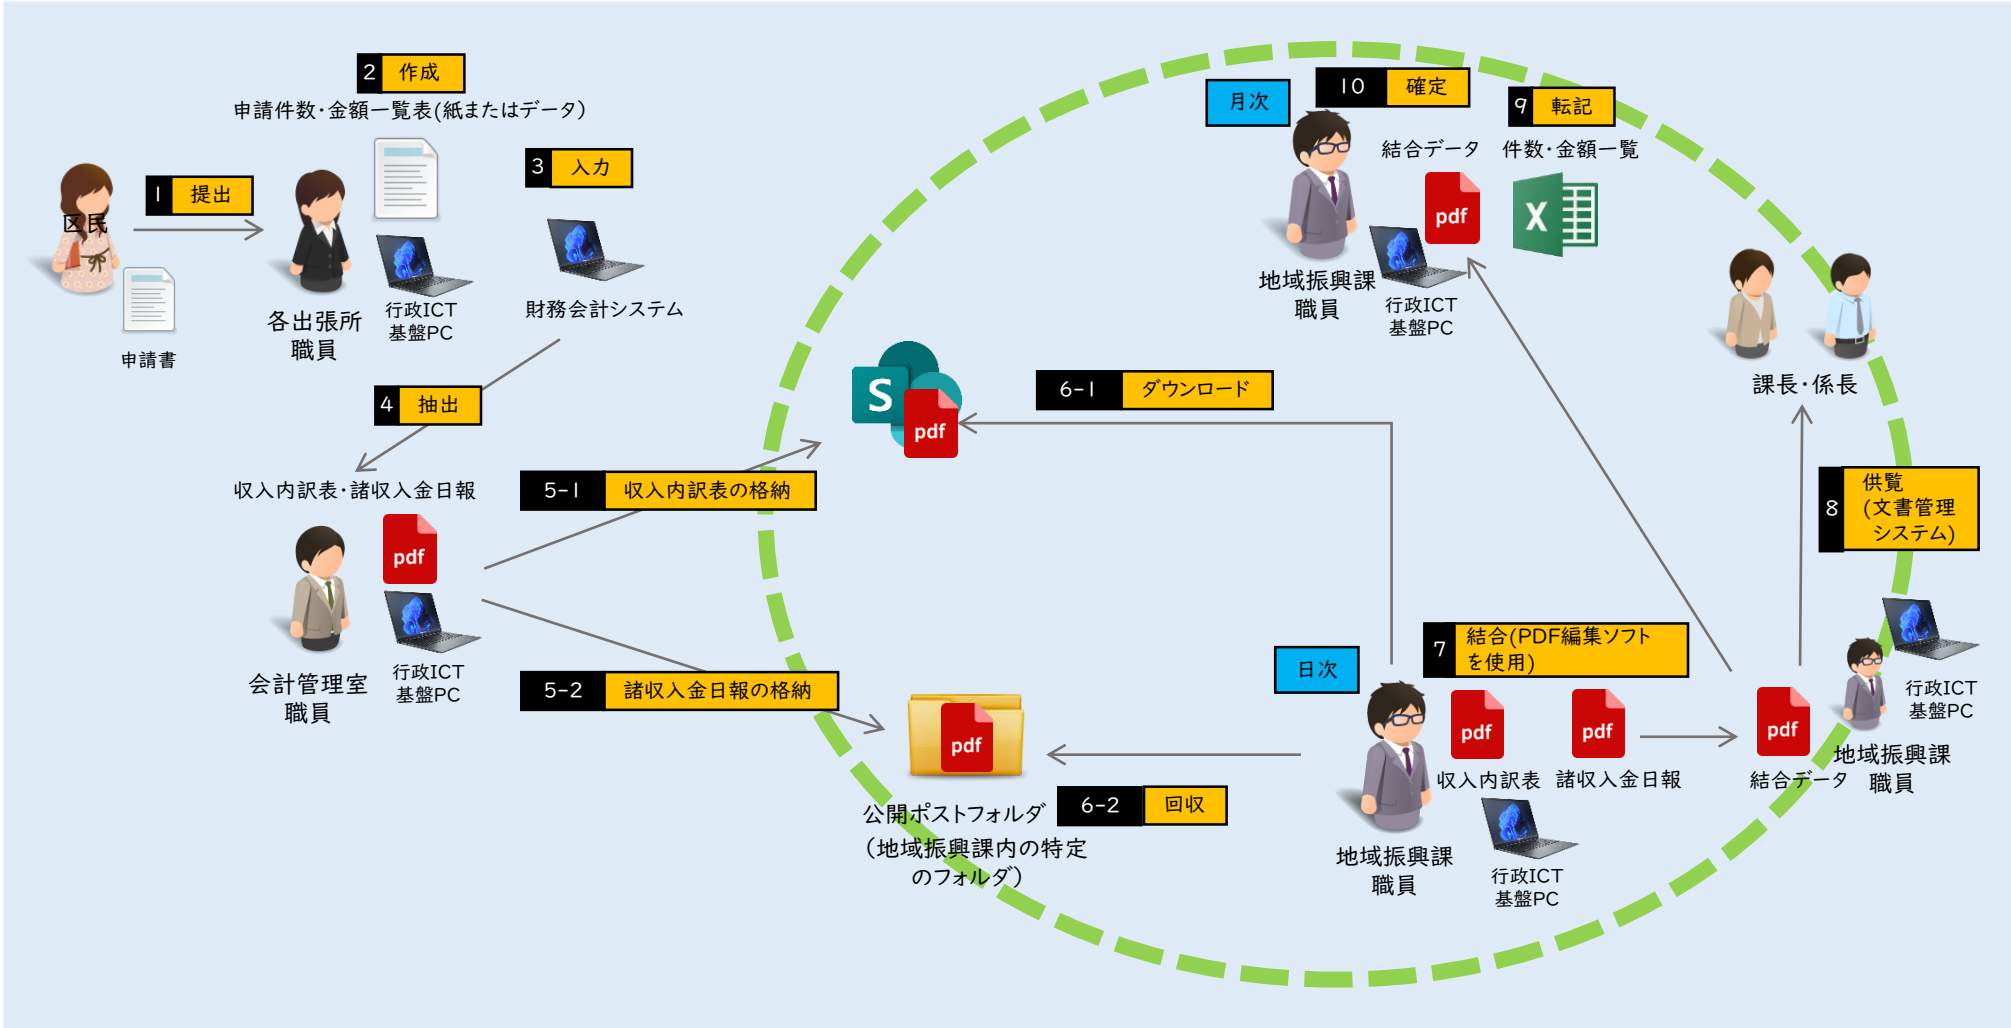 2 作成
申請件数・金額一覧表(紙またはデータ)
1 提出
区民
申請書
各出張所
職員
行政ICT
基盤PC
3 入力
財務会計システム
4 抽出
収入内訳表・諸収入金日報
pdf
会計管理室
職員
行政ICT
基盤PC
5-1 収入内訳表の格納
5-2 諸収入金日報の格納
S
pdf
6-1 ダウンロード
pdf
公開ポストフォルダ
(地域振興課内の特定
のフォルダ)
6-2 回収
日次
地域振興課
職員
7 結合(PDF編集ソフト
を使用)
pdf
収入内訳表
pdf
諸収入金日報
行政ICT
基盤PC
pdf
結合データ
8 供覧
(文書管理
システム)
課長・係長
行政ICT
基盤PC
地域振興課
職員
9 転記
件数・金額一覧
X
月次
10 確定
結合データ
pdf
地域振興課
職員
行政ICT
基盤PC